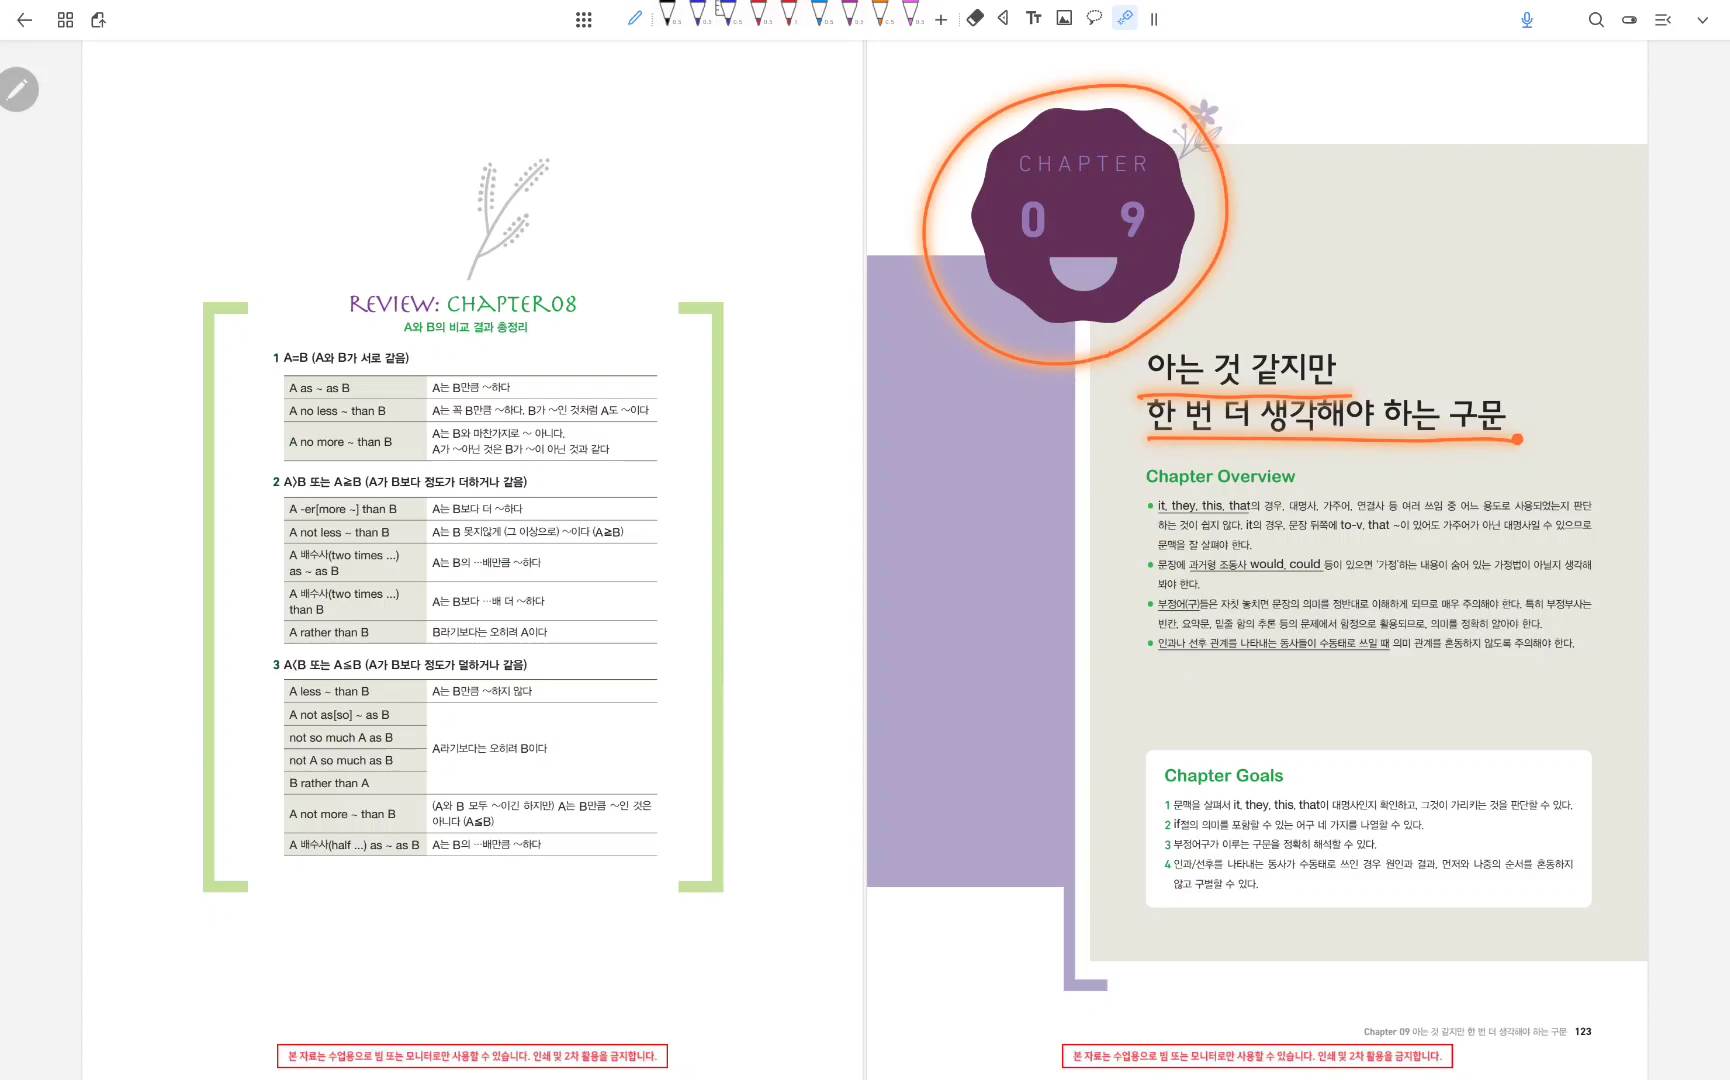 REVIEW: CHAPTER08
A와 B의 비교 결과 총정리
1 A=B (A와 B가 서로 같음)
A as ~ as B A는 B만큼 ~하다
A no less ~ than B A는 꼭 B만큼 ~하다, B가 ~인 것처럼 A도 ~이다
A no more ~ than B A는 B와 마찬가지로 ~ 아니다,
A가 ~아닌 것은 B가 ~이 아닌 것과 같다
2 A>B 또는 A≧B (A가 B보다 정도가 더하거나 같음)
A -er[more ~] than B A는 B보다 더 ~하다
A not less ~ than B A는 B 못지않게 (그 이상으로) ~이다 (A≧B)
A 배수사(two times ...)
as ~ as B A는 B의 …배만큼 ~하다
A 배수사(two times ...)
than B A는 B보다 …배 더 ~하다
A rather than B B라기보다는 오히려 A이다
3 A<B 또는 A≦B (A가 B보다 정도가 덜하거나 같음)
A less ~ than B A는 B만큼 ~하지 않다
A not as[so] ~ as B
not so much A as B
not A so much as B
B rather than A
A라기보다는 오히려 B이다
A not more ~ than B (A와 B 모두 ~이긴 하지만) A는 B만큼 ~인 것은
아니다 (A≦B)
A 배수사(half ...) as ~ as B A는 B의 …배만큼 ~하다
본 자료는 수업용으로 빔 또는 모니터로만 사용할 수 있습니다. 인쇄 및 2차 활용을 금지합니다.
CHAPTER
09
아는 것 같지만
한 번 더 생각해야 하는 구문
Chapter Overview
• it, they, this, that의 경우, 대명사, 가주어, 연결사 등 여러 쓰임 중 어느 용도로 사용되었는지 판단
하는 것이 쉽지 않다. it의 경우, 문장 뒤쪽에 to-v, that ~이 있어도 가주어가 아닌 대명사일 수 있으므로
문맥을 잘 살펴야 한다.
• 문장에 과거형 조동사 would, could 등이 있으면 '가정'하는 내용이 숨어 있는 가정법이 아닐지 생각해
봐야 한다.
• 부정어(구)들은 자칫 놓치면 문장의 의미를 정반대로 이해하게 되므로 매우 주의해야 한다. 특히 부정부사는
빈칸, 요약문, 밑줄 함의 추론 등의 문제에서 함정으로 활용되므로, 의미를 정확히 알아야 한다.
• 인과나 선후 관계를 나타내는 동사들이 수동태로 쓰일 때 의미 관계를 혼동하지 않도록 주의해야 한다.
Chapter Goals
1 문맥을 살펴서 it, they, this, that이 대명사인지 확인하고, 그것이 가리키는 것을 판단할 수 있다.
2 if절의 의미를 포함할 수 있는 어구 네 가지를 나열할 수 있다.
3 부정어구가 이루는 구문을 정확히 해석할 수 있다.
4 인과/선후를 나타내는 동사가 수동태로 쓰인 경우 원인과 결과, 먼저와 나중의 순서를 혼동하지
않고 구별할 수 있다.
Chapter 09 아는 것 같지만 한 번 더 생각해야 하는 구문 123
본 자료는 수업용으로 빔 또는 모니터로만 사용할 수 있습니다. 인쇄 및 2차 활용을 금지합니다.